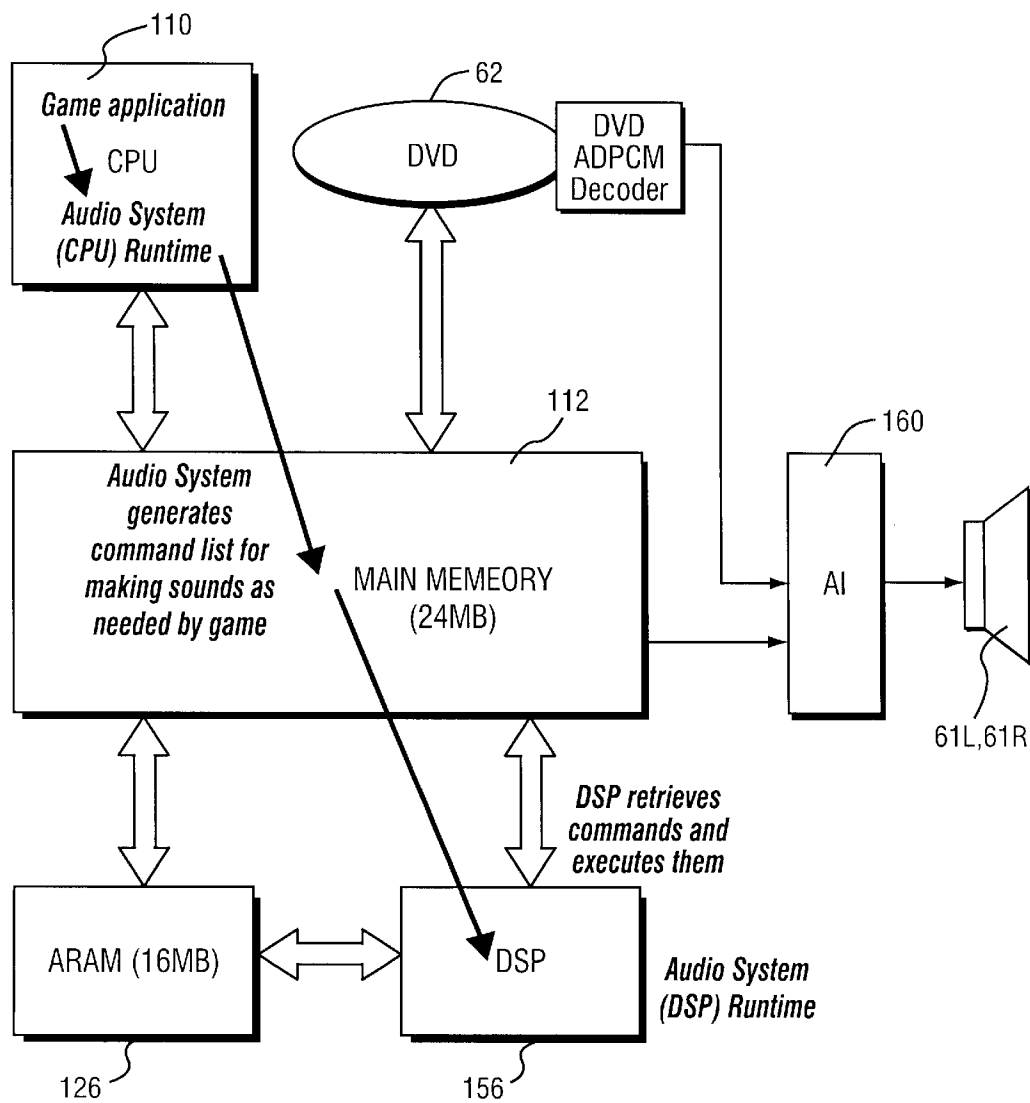 110
Game application
CPU
Audio System
(CPU) Runtime
62
DVD
DVD
ADPCM
Decoder
112
160
Audio System
generates
command list for
making sounds as
needed by game
MAIN MEMEORY
(24MB)
AI
61L,61R
DSP retrieves
commands and
executes them
ARAM (16MB)
DSP
Audio System
(DSP) Runtime
126
156